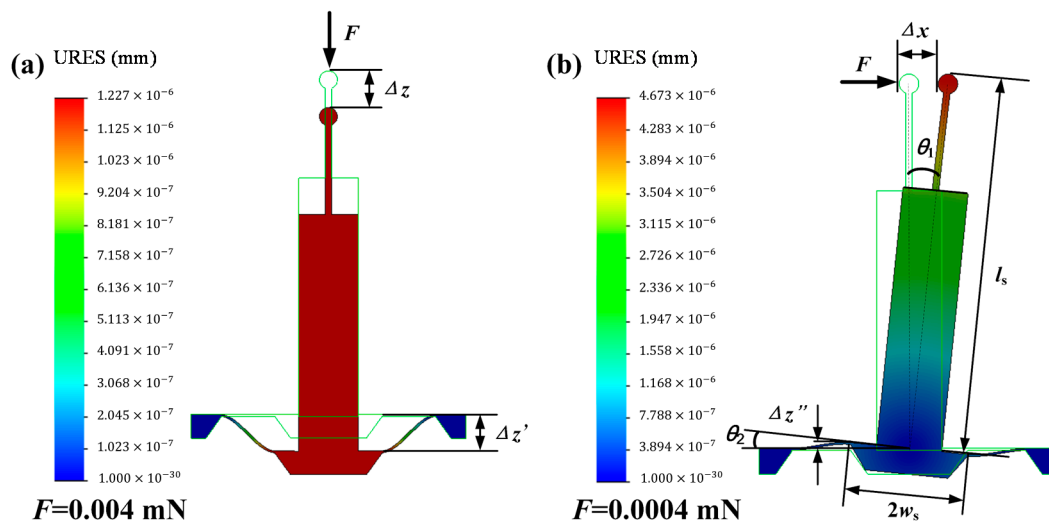 (a)
URES (mm)
1.227 × 10⁻⁶
1.125 × 10⁻⁶
1.023 × 10⁻⁶
9.204 × 10⁻⁷
8.181 × 10⁻⁷
7.158 × 10⁻⁷
6.136 × 10⁻⁷
5.113 × 10⁻⁷
4.091 × 10⁻⁷
3.068 × 10⁻⁷
2.045 × 10⁻⁷
1.023 × 10⁻⁷
1.000 × 10⁻³⁰
F
Δz
Δz'
F=0.004 mN
(b)
URES (mm)
4.673 × 10⁻⁶
4.283 × 10⁻⁶
3.894 × 10⁻⁶
3.504 × 10⁻⁶
3.115 × 10⁻⁶
2.726 × 10⁻⁶
2.336 × 10⁻⁶
1.947 × 10⁻⁶
1.558 × 10⁻⁶
1.168 × 10⁻⁶
7.788 × 10⁻⁷
3.894 × 10⁻⁷
1.000 × 10⁻³⁰
Δx
F
θ₁
lₛ
Δz''
θ₂
2wₛ
F=0.0004 mN